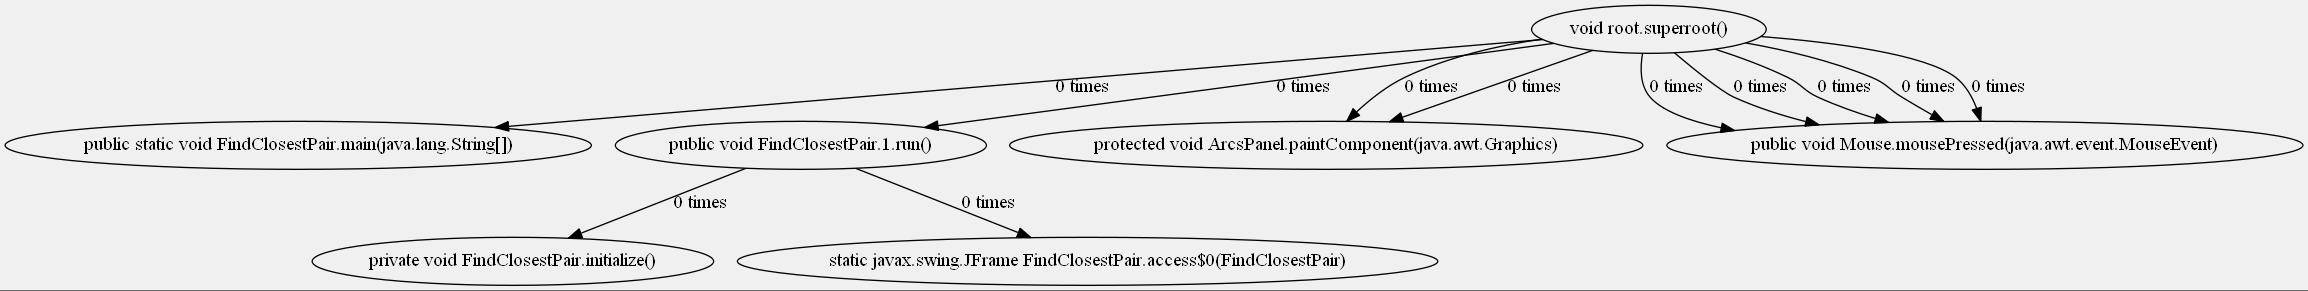 void root.superroot()
0 times
0 times
0 times
0 times
0 times
0 times
0 times
0 times
0 times
public static void FindClosestPair.main(java.lang.String[])
public void FindClosestPair.1.run()
protected void ArcsPanel.paintComponent(java.awt.Graphics)
public void Mouse.mousePressed(java.awt.event.MouseEvent)
0 times
0 times
private void FindClosestPair.initialize()
static javax.swing.JFrame FindClosestPair.access$0(FindClosestPair)